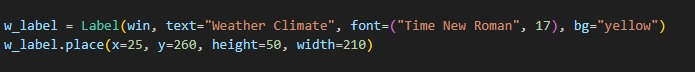 w_label = Label(win, text="Weather Climate", font=("Time New Roman", 17), bg="yellow")
w_label.place(x=25, y=260, height=50, width=210)